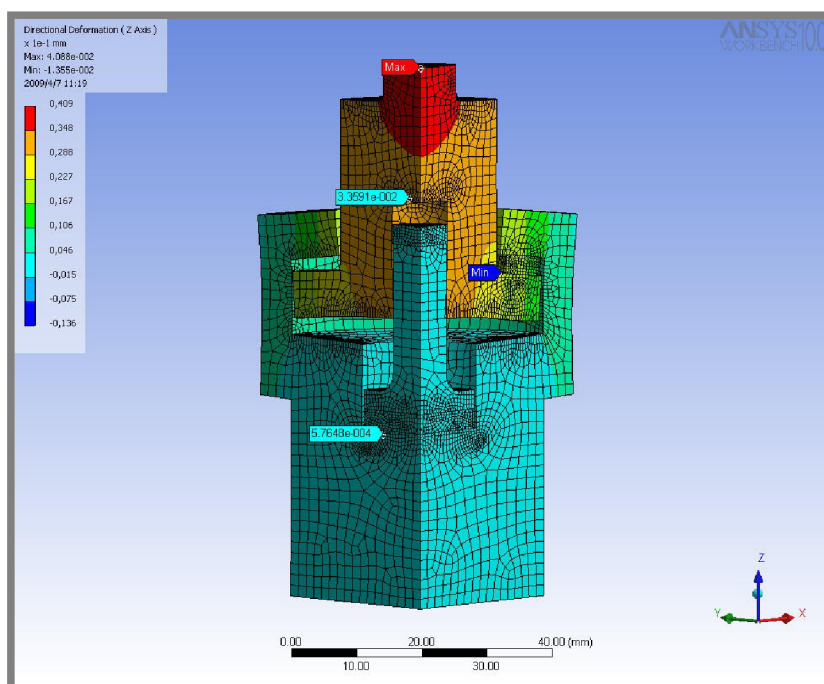 Directional Deformation ( Z Axis )
x 1e-1 mm
Max: 4.088e-002
Min: -1.355e-002
2009/4/7 11:19
0,409
0,348
0,288
0,227
0,167
0,106
0,046
-0,015
-0,075
-0,136
ANSYS 10.0
WORKBENCH
Max
3.3591e-002
Min
5.7648e-004
Z
Y
X
0.00
20.00
40.00 (mm)
10.00
30.00